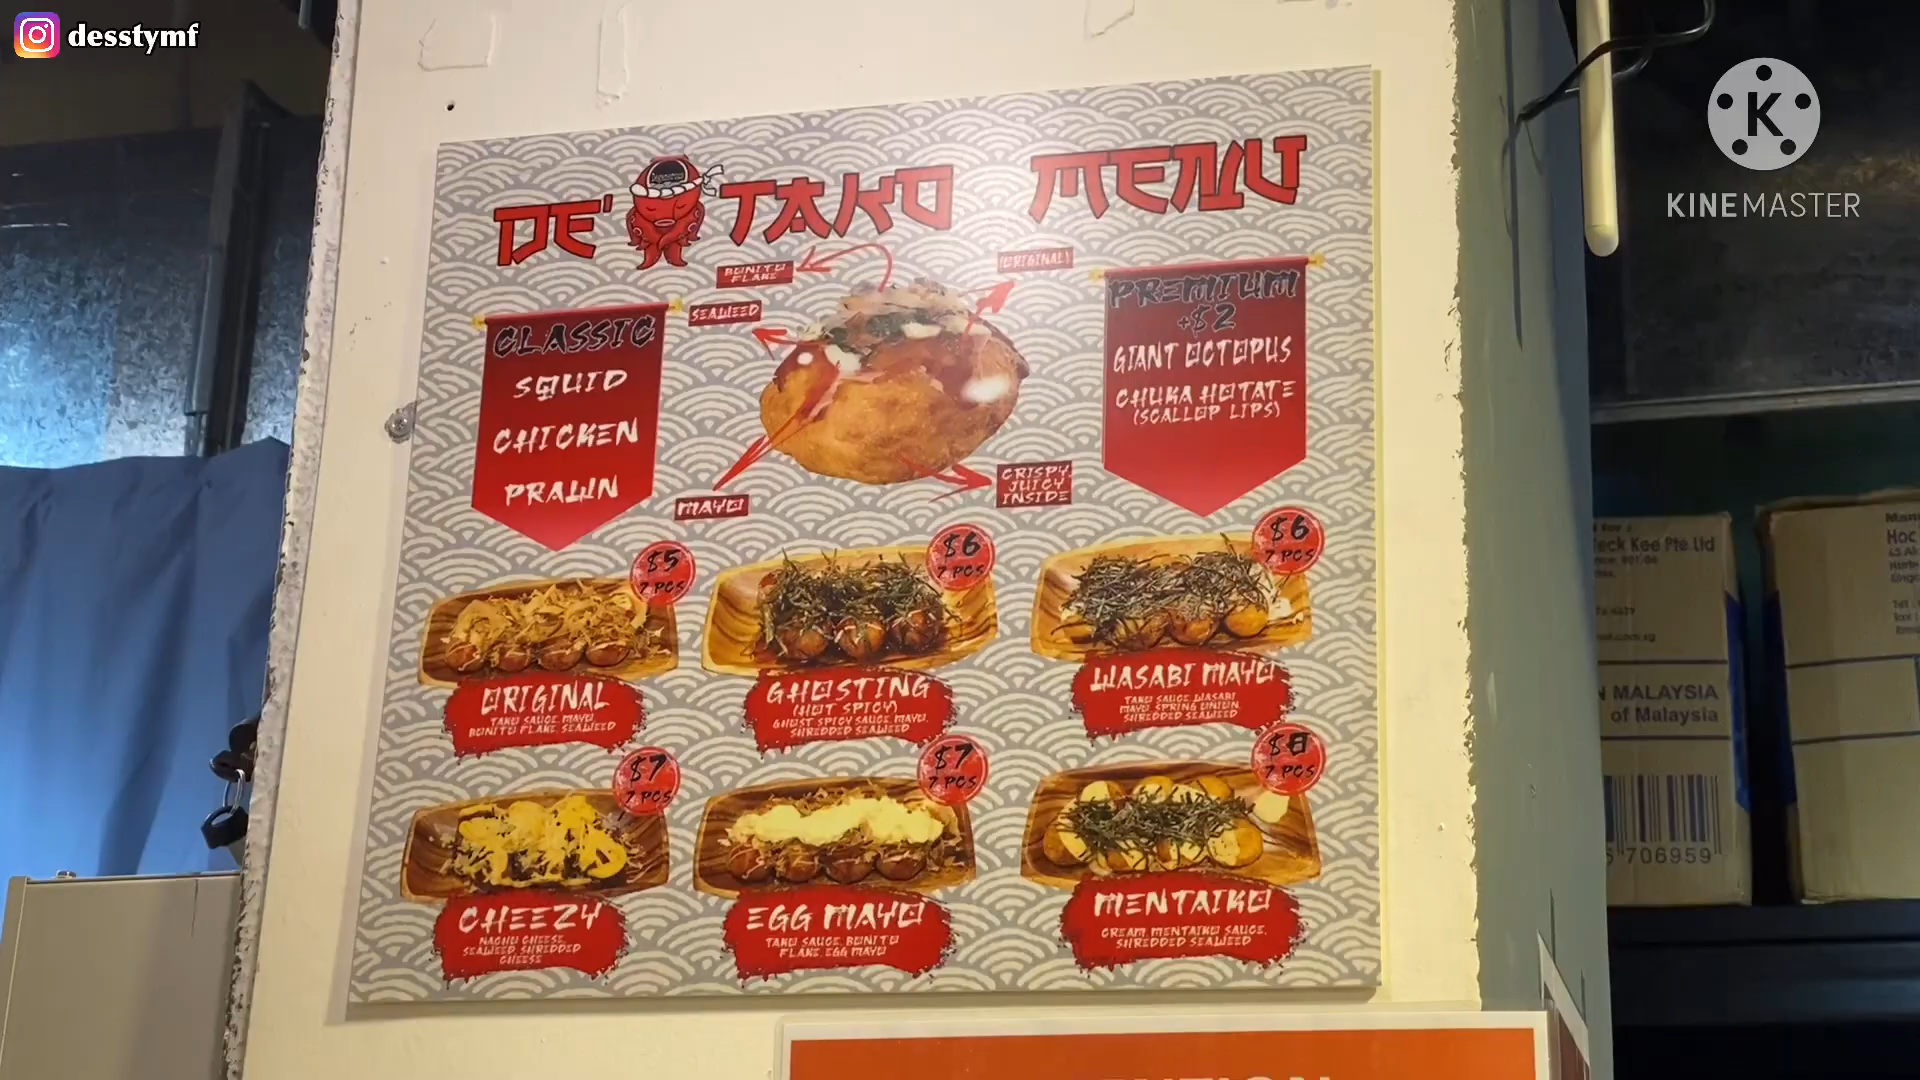 desstymf
KINEMASTER
DE' TAKO MENU
BONITO
FLAKE
(ORIGINAL)
SEAWEED
MAYO
CRISPY,
JUICY
INSIDE
CLASSIC
SQUID
CHICKEN
PRAWN
PREMIUM
+$2
GIANT OCTOPUS
CHUKA HOTATE
(SCALLOP LIPS)
$5
7 PCS
ORIGINAL
TAKO SAUCE, MAYO,
BONITO FLAKE, SEAWEED
$6
7 PCS
GHOSTING
(HOT SPICY)
GHOST SPICY SAUCE, MAYO,
SHREDDED SEAWEED
$6
7 PCS
WASABI MAYO
TAKO SAUCE, WASABI
MAYO, SPRING ONION,
SHREDDED SEAWEED
$7
7 PCS
CHEEZY
NACHO CHEESE,
SEAWEED, SHREDDED
CHEESE
$7
7 PCS
EGG MAYO
TAKO SAUCE, BONITO
FLAKE, EGG MAYO
$8
7 PCS
MENTAIKO
CREAM, MENTAIKO SAUCE,
SHREDDED SEAWEED
Kee Pte. Ltd
MALAYSIA
of Malaysia
706959